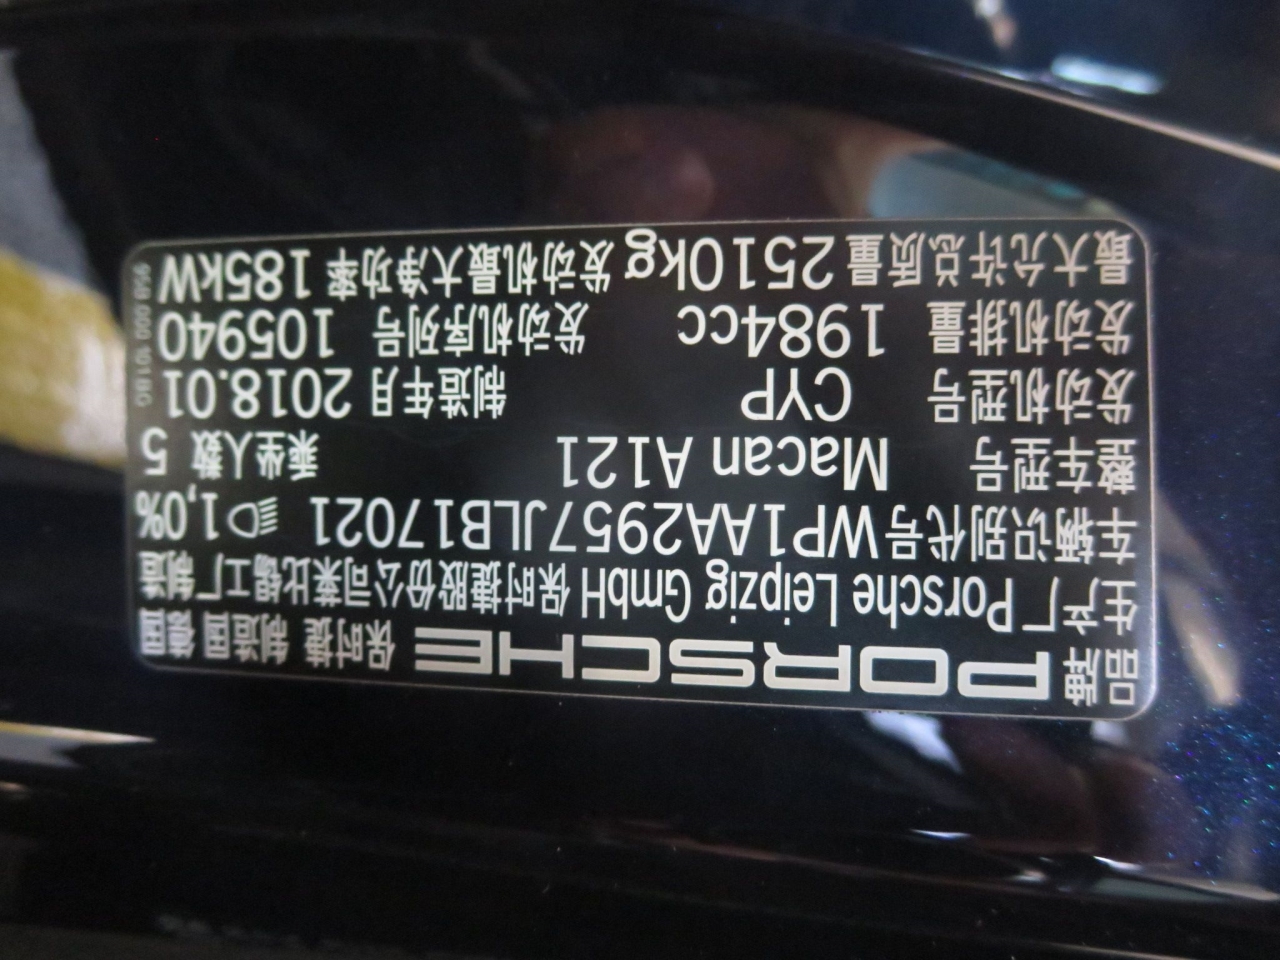 品牌 PORSCHE 保时捷 制造国 德国
生产厂 Porsche Leipzig GmbH 保时捷股份公司莱比锡工厂制造
车辆识别代号 WP1AA2957JLB17021 1,0%
整车型号 Macan A121 乘坐人数 5
发动机型号 CYP 制造年月 2018.01
发动机排量 1984cc 发动机序列号 105940
最大允许总质量 2510kg 发动机最大净功率 185kW
958 000 101BG